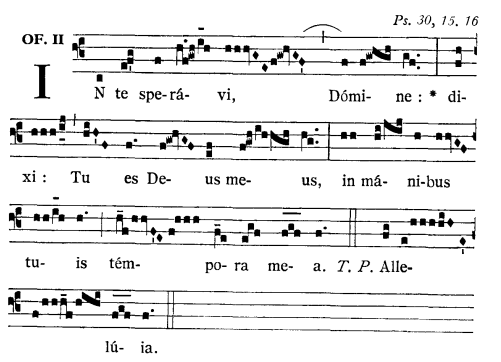 Ps. 30, 15. 16
OF. II
IN te spe-rá- vi, Dómi- ne : * di-
xi : Tu es De- us me- us, in má- ni-bus
tu- is tém- po- ra me- a. T. P. Alle-
lú- ia.